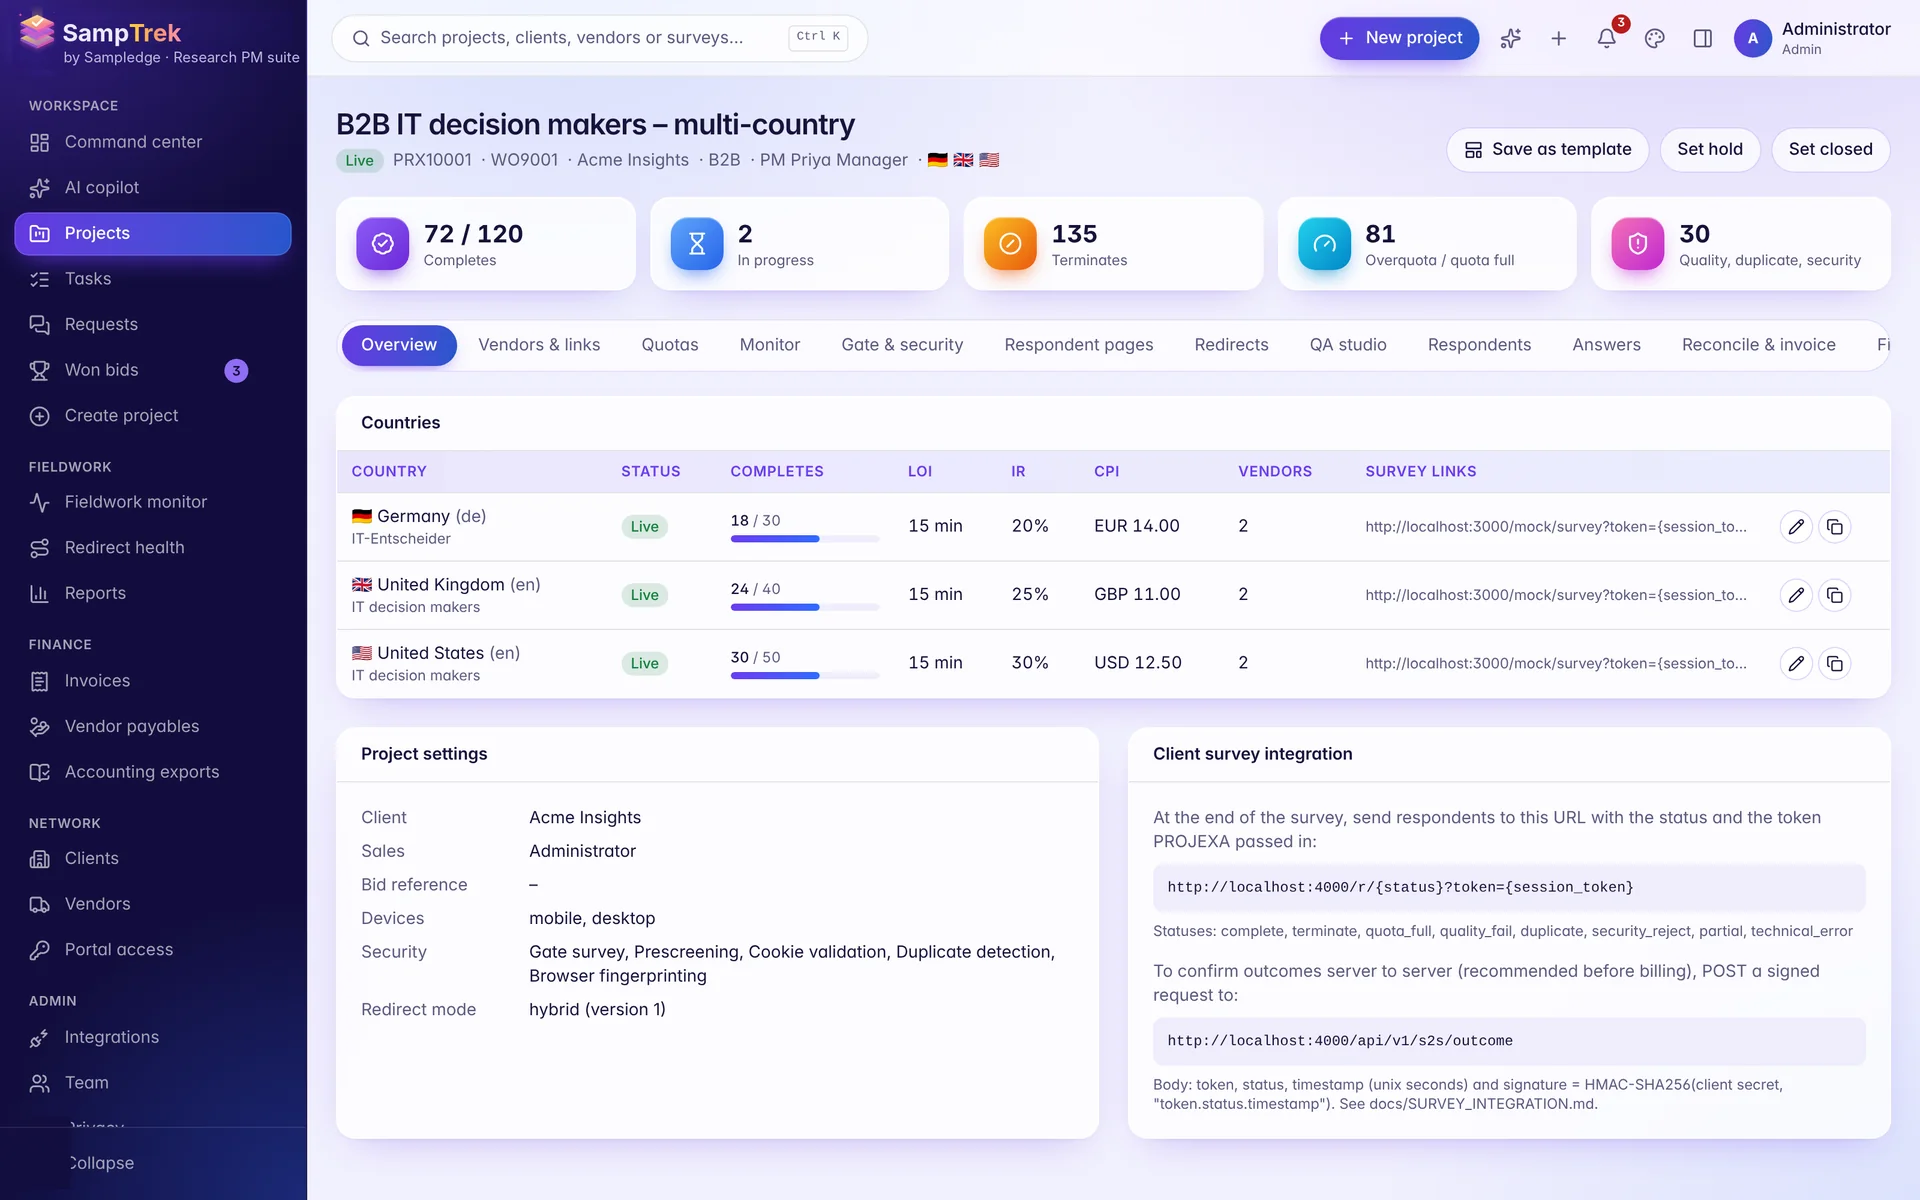 SampTrek
by Sampledge · Research PM suite
WORKSPACE
Command center
AI copilot
Projects
Tasks
Requests
Won bids 3
Create project
FIELDWORK
Fieldwork monitor
Redirect health
Reports
FINANCE
Invoices
Vendor payables
Accounting exports
NETWORK
Clients
Vendors
Portal access
ADMIN
Integrations
Team
Privacy
Collapse
Search projects, clients, vendors or surveys... Ctrl K
+ New project
3
A
Administrator
Admin
B2B IT decision makers – multi-country
Live PRX10001 · WO9001 · Acme Insights · B2B · PM Priya Manager ·
Save as template
Set hold
Set closed
72 / 120
Completes
2
In progress
135
Terminates
81
Overquota / quota full
30
Quality, duplicate, security
Overview Vendors & links Quotas Monitor Gate & security Respondent pages Redirects QA studio Respondents Answers Reconcile & invoice Fi
Countries
COUNTRY STATUS COMPLETES LOI IR CPI VENDORS SURVEY LINKS
Germany (de) Live 18 / 30 15 min 20% EUR 14.00 2 http://localhost:3000/mock/survey?token={session_to...
IT-Entscheider
United Kingdom (en) Live 24 / 40 15 min 25% GBP 11.00 2 http://localhost:3000/mock/survey?token={session_to...
IT decision makers
United States (en) Live 30 / 50 15 min 30% USD 12.50 2 http://localhost:3000/mock/survey?token={session_to...
IT decision makers
Project settings
Client Acme Insights
Sales Administrator
Bid reference –
Devices mobile, desktop
Security Gate survey, Prescreening, Cookie validation, Duplicate detection,
Browser fingerprinting
Redirect mode hybrid (version 1)
Client survey integration
At the end of the survey, send respondents to this URL with the status and the token
PROJEXA passed in:
http://localhost:4000/r/{status}?token={session_token}
Statuses: complete, terminate, quota_full, quality_fail, duplicate, security_reject, partial, technical_error
To confirm outcomes server to server (recommended before billing), POST a signed
request to:
http://localhost:4000/api/v1/s2s/outcome
Body: token, status, timestamp (unix seconds) and signature = HMAC-SHA256(client secret,
"token.status.timestamp"). See docs/SURVEY_INTEGRATION.md.